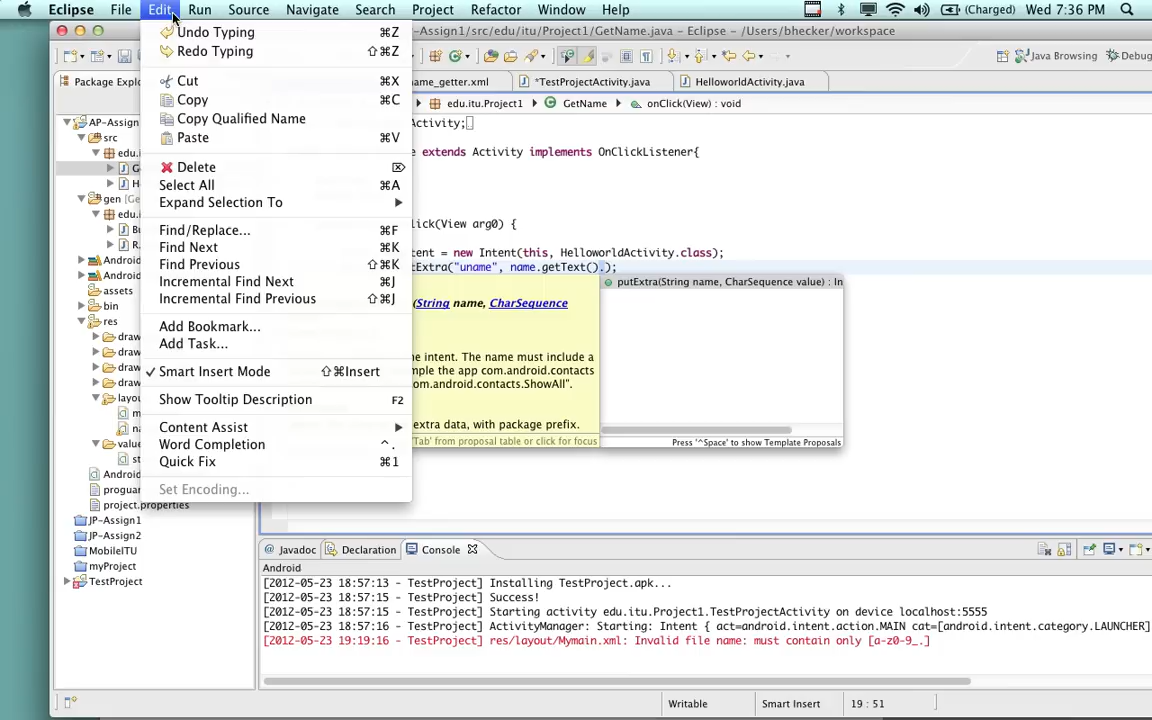 Eclipse File Edit Run Source Navigate Search Project Refactor Window Help (Charged) Wed 7:36 PM
-Assign1/src/edu/itu/Project1/GetName.java - Eclipse - /Users/bhecker/workspace
Java Browsing Debug
Package Explo
ame_getter.xml *TestProjectActivity.java HelloworldActivity.java
edu.itu.Project1 GetName onClick(View) : void
Undo Typing ⌘Z
Redo Typing ⇧⌘Z
Cut ⌘X
Copy ⌘C
Copy Qualified Name
Paste ⌘V
Delete ⌦
Select All ⌘A
Expand Selection To
Find/Replace... ⌘F
Find Next ⌘K
Find Previous ⇧⌘K
Incremental Find Next ⌘J
Incremental Find Previous ⇧⌘J
Add Bookmark...
Add Task...
✓ Smart Insert Mode ⇧⌘Insert
Show Tooltip Description F2
Content Assist
Word Completion ^.
Quick Fix ⌘1
Set Encoding...
AP-Assign
src
edu.i
G
H
gen [Ge
edu.i
Bu
R.
Android
Android
assets
bin
res
draw
draw
draw
draw
layou
m
na
value
st
Android
proguar
project.properties
JP-Assign1
JP-Assign2
MobileITU
myProject
TestProject
Activity;
e extends Activity implements OnClickListener{
lick(View arg0) {
tent = new Intent(this, HelloworldActivity.class);
tExtra("uname", name.getText().);
(String name, CharSequence
he intent. The name must include a
mple the app com.android.contacts
om.android.contacts.ShowAll".
extra data, with package prefix.
'Tab' from proposal table or click for focus
putExtra(String name, CharSequence value) : In
Press '^Space' to show Template Proposals
@ Javadoc Declaration Console
Android
[2012-05-23 18:57:13 - TestProject] Installing TestProject.apk...
[2012-05-23 18:57:15 - TestProject] Success!
[2012-05-23 18:57:15 - TestProject] Starting activity edu.itu.Project1.TestProjectActivity on device localhost:5555
[2012-05-23 18:57:16 - TestProject] ActivityManager: Starting: Intent { act=android.intent.action.MAIN cat=[android.intent.category.LAUNCHER]
[2012-05-23 19:19:16 - TestProject] res/layout/Mymain.xml: Invalid file name: must contain only [a-z0-9_.]
Writable Smart Insert 19 : 51